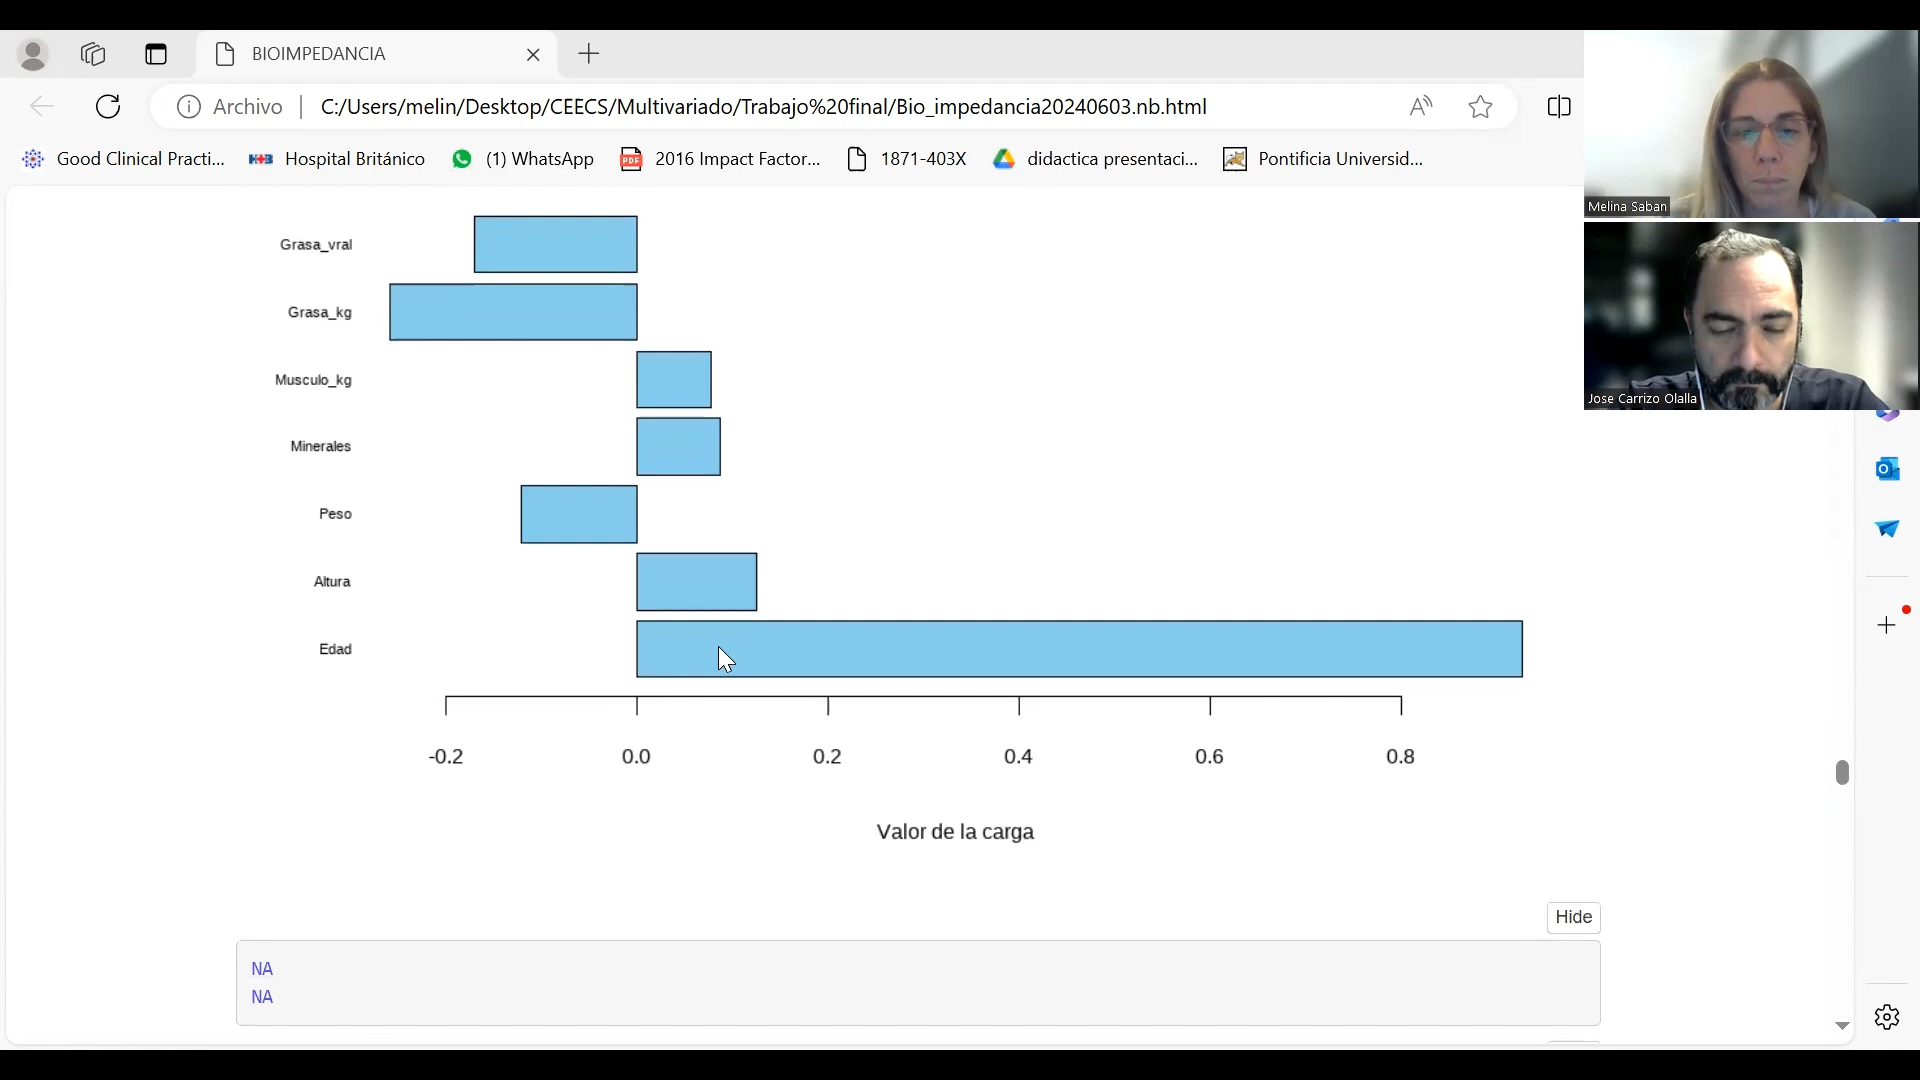 BIOIMPEDANCIA
Archivo | C:/Users/melin/Desktop/CEECS/Multivariado/Trabajo%20final/Bio_impedancia20240603.nb.html
Good Clinical Practi... Hospital Británico (1) WhatsApp PDF 2016 Impact Factor... 1871-403X didactica presentaci... Pontificia Universid...
Melina Saban
Jose Carrizo Olalla
Grasa_vral
Grasa_kg
Musculo_kg
Minerales
Peso
Altura
Edad
-0.2 0.0 0.2 0.4 0.6 0.8
Valor de la carga
Hide
NA
NA